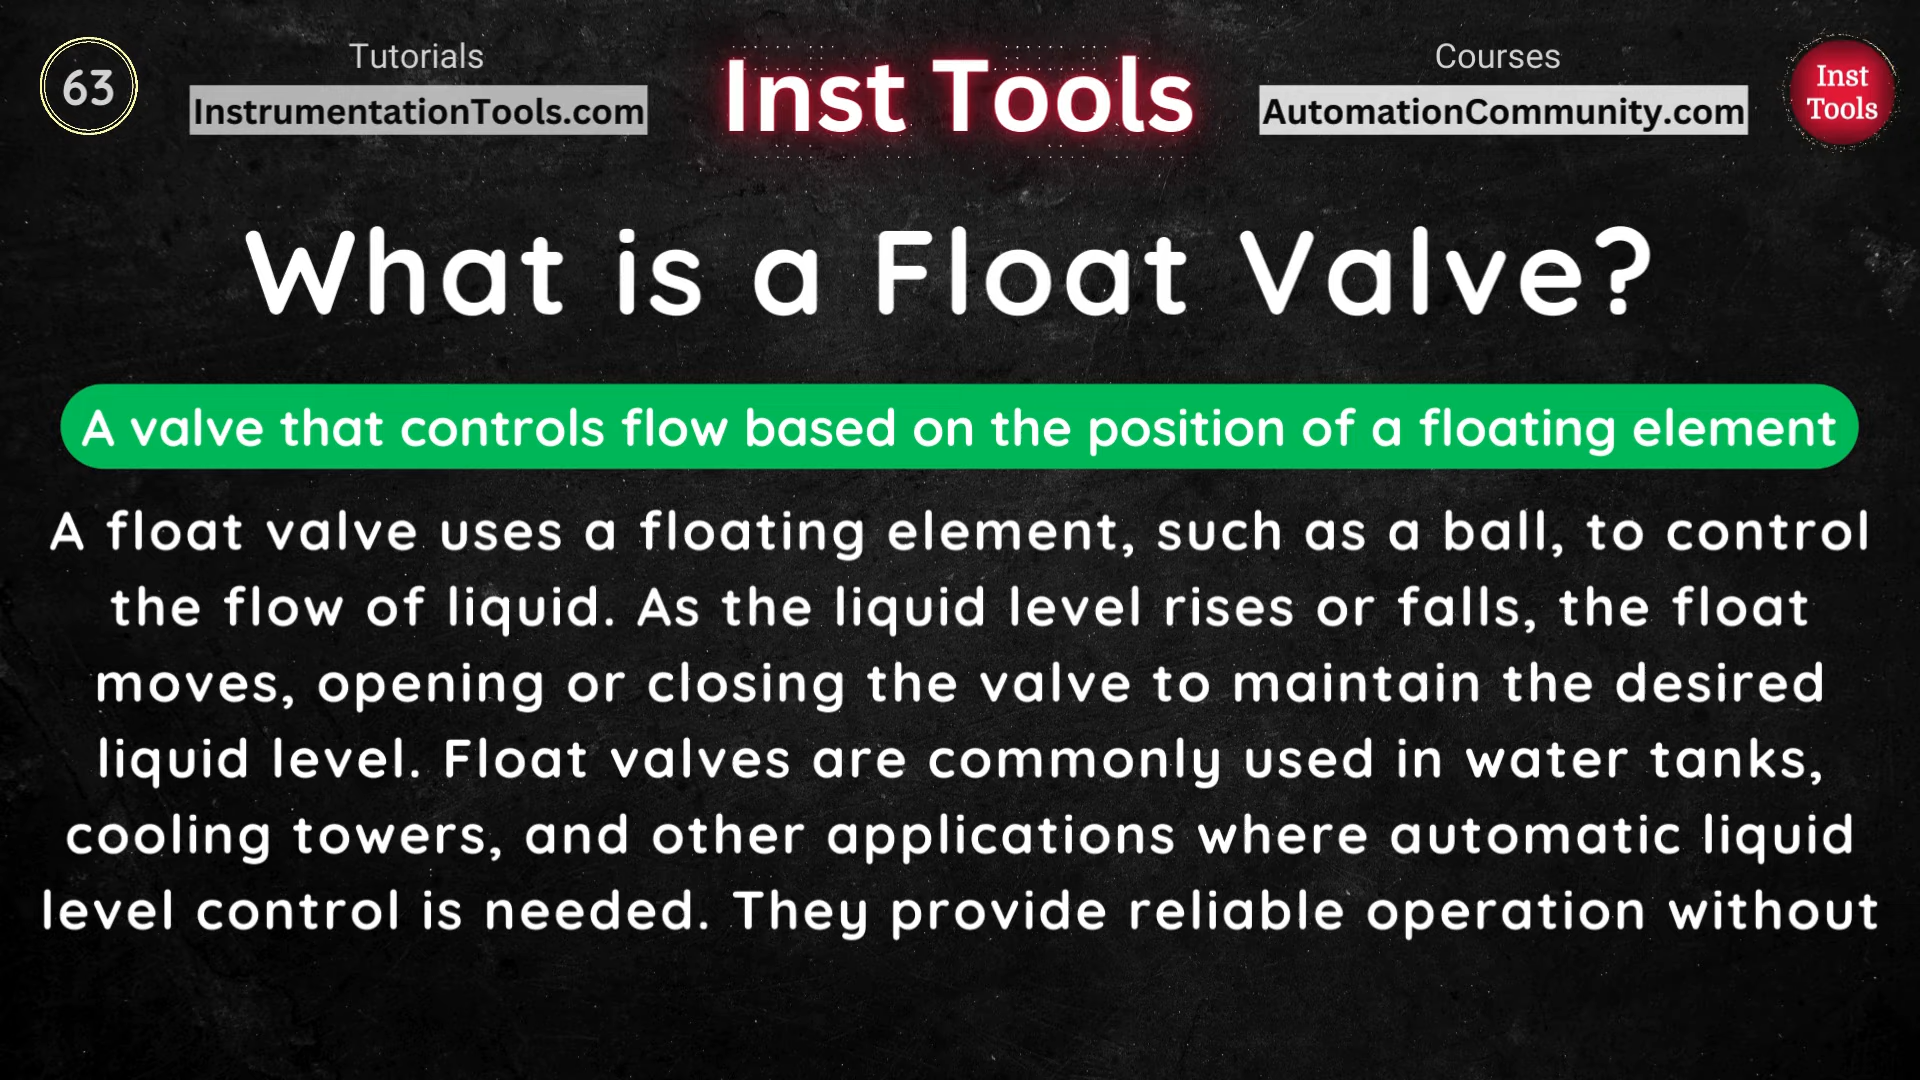 63
Tutorials
InstrumentationTools.com
Inst Tools
Courses
AutomationCommunity.com
Inst
Tools
What is a Float Valve?
A valve that controls flow based on the position of a floating element
A float valve uses a floating element, such as a ball, to control
the flow of liquid. As the liquid level rises or falls, the float
moves, opening or closing the valve to maintain the desired
liquid level. Float valves are commonly used in water tanks,
cooling towers, and other applications where automatic liquid
level control is needed. They provide reliable operation without